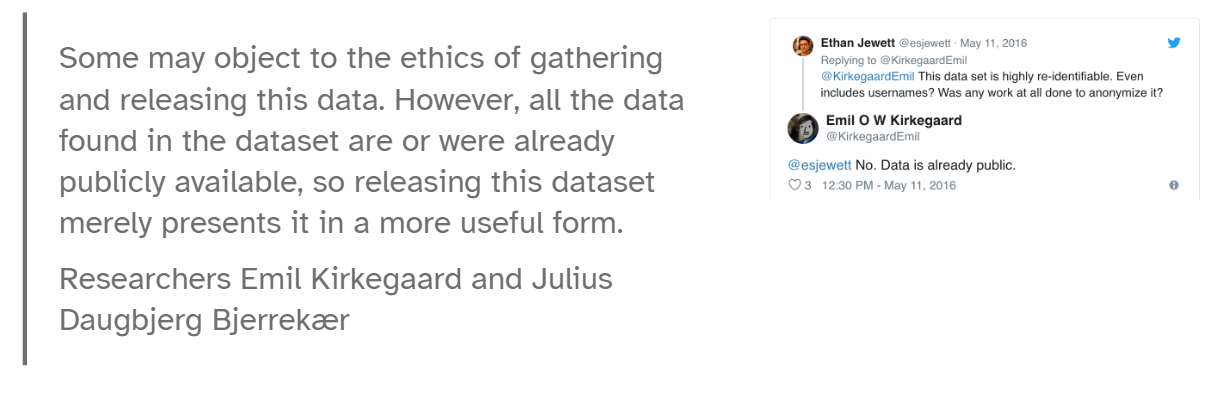 Some may object to the ethics of gathering
and releasing this data. However, all the data
found in the dataset are or were already
publicly available, so releasing this dataset
merely presents it in a more useful form.
Researchers Emil Kirkegaard and Julius
Daugbjerg Bjerrekær
Ethan Jewett @esjewett · May 11, 2016
Replying to @KirkegaardEmil
@KirkegaardEmil This data set is highly re-identifiable. Even
includes usernames? Was any work at all done to anonymize it?
Emil O W Kirkegaard
@KirkegaardEmil
@esjewett No. Data is already public.
3 12:30 PM - May 11, 2016